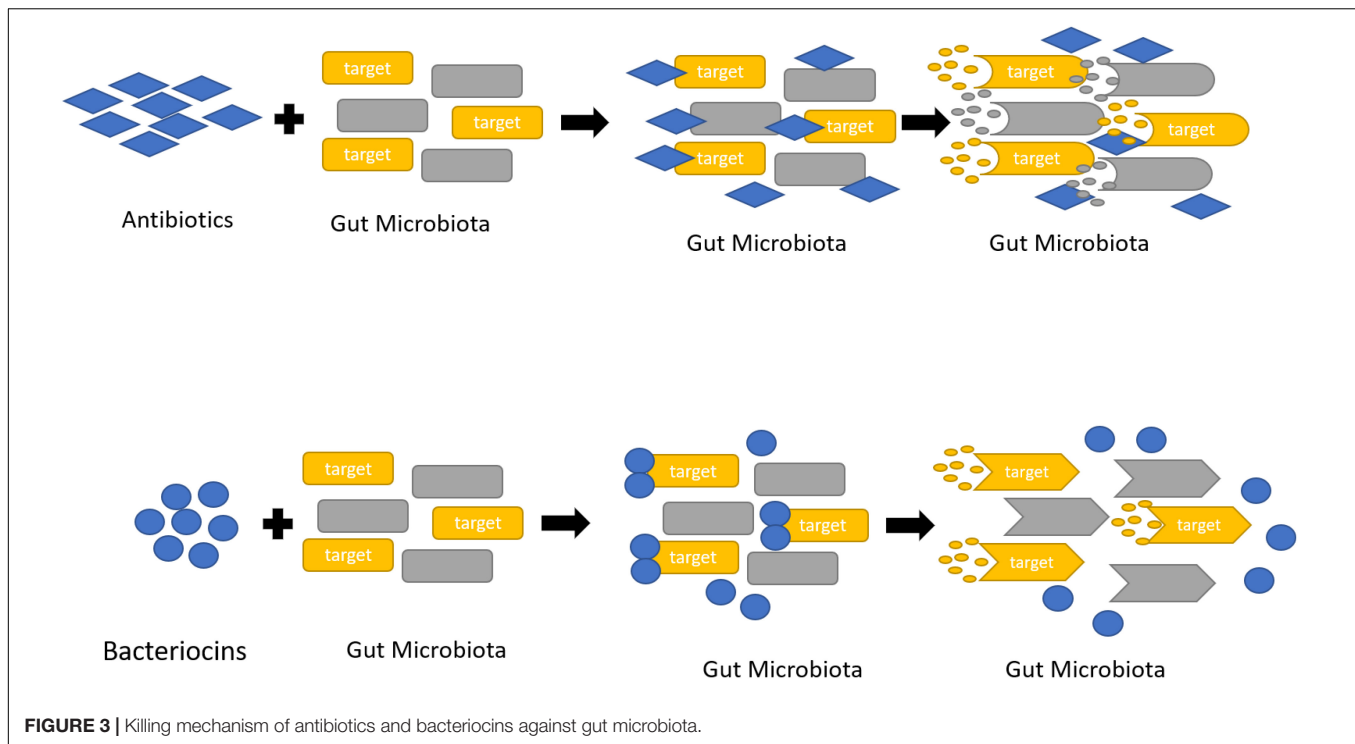 target
target
target
Antibiotics
Gut Microbiota
target
target
target
Gut Microbiota
target
target
target
Gut Microbiota
target
target
target
Bacteriocins
Gut Microbiota
target
target
target
Gut Microbiota
target
target
target
Gut Microbiota
FIGURE 3 | Killing mechanism of antibiotics and bacteriocins against gut microbiota.